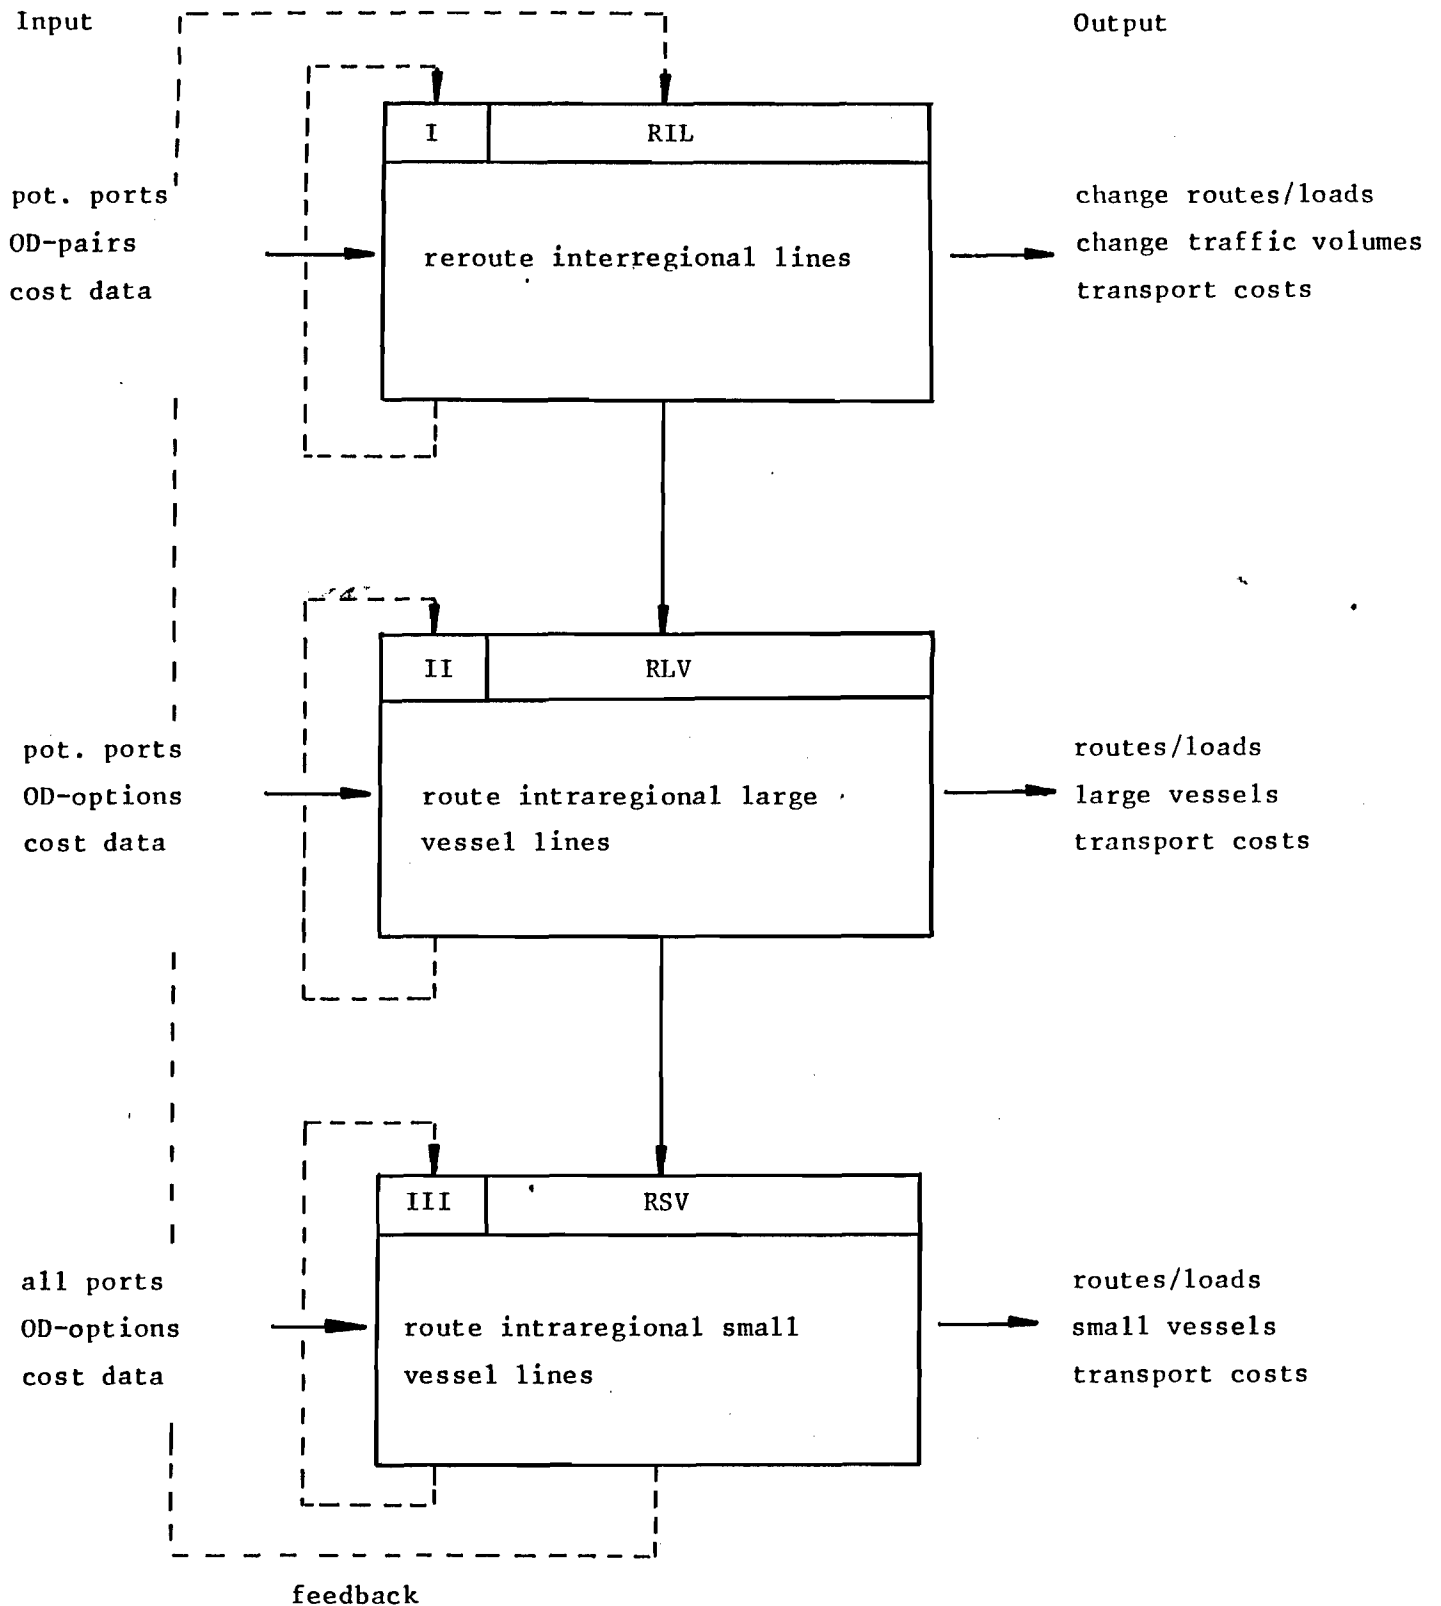 Input
Output
I
RIL
pot. ports
OD-pairs
cost data
reroute interregional lines
change routes/loads
change traffic volumes
transport costs
II
RLV
pot. ports
OD-options
cost data
route intraregional large
vessel lines
routes/loads
large vessels
transport costs
III
RSV
all ports
OD-options
cost data
route intraregional small
vessel lines
routes/loads
small vessels
transport costs
feedback